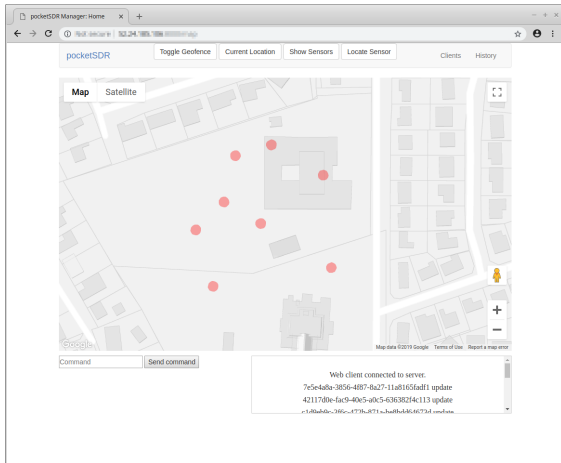 pocketSDR Manager: Home
Not secure
pocketSDR
Toggle Geofence
Current Location
Show Sensors
Locate Sensor
Clients
History
Map
Satellite
Google
Map data ©2019 Google
Terms of Use
Report a map error
Command
Send command
Web client connected to server.
7e5e4a8a-3856-4f87-8a27-11a8165fadf1 update
42117d0e-fac9-40e5-a0c5-636382f4c113 update